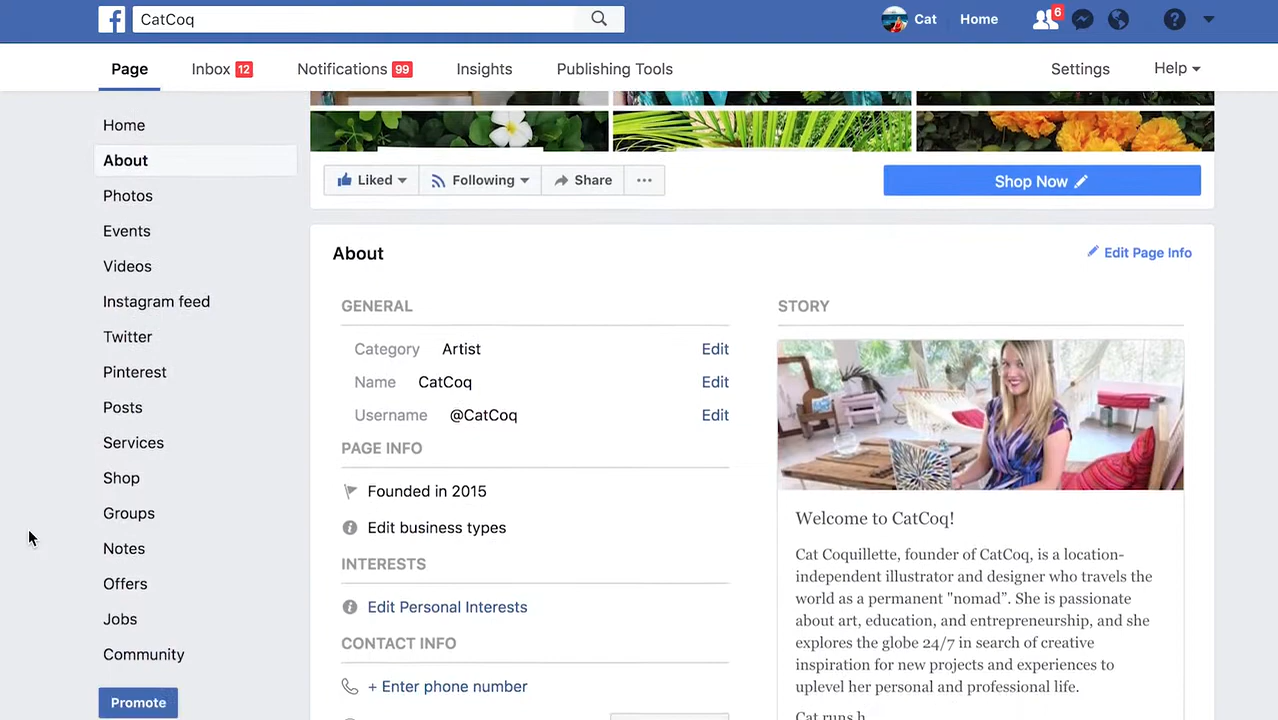 CatCoq
Cat Home 6
Page Inbox 12 Notifications 99 Insights Publishing Tools Settings Help
Home
About
Photos
Events
Videos
Instagram feed
Twitter
Pinterest
Posts
Services
Shop
Groups
Notes
Offers
Jobs
Community
Promote
Liked Following Share Shop Now
About Edit Page Info
GENERAL
Category Artist Edit
Name CatCoq Edit
Username @CatCoq Edit
PAGE INFO
Founded in 2015
Edit business types
INTERESTS
Edit Personal Interests
CONTACT INFO
+ Enter phone number
STORY
Welcome to CatCoq!
Cat Coquillette, founder of CatCoq, is a location-
independent illustrator and designer who travels the
world as a permanent "nomad”. She is passionate
about art, education, and entrepreneurship, and she
explores the globe 24/7 in search of creative
inspiration for new projects and experiences to
uplevel her personal and professional life.
Cat runs h